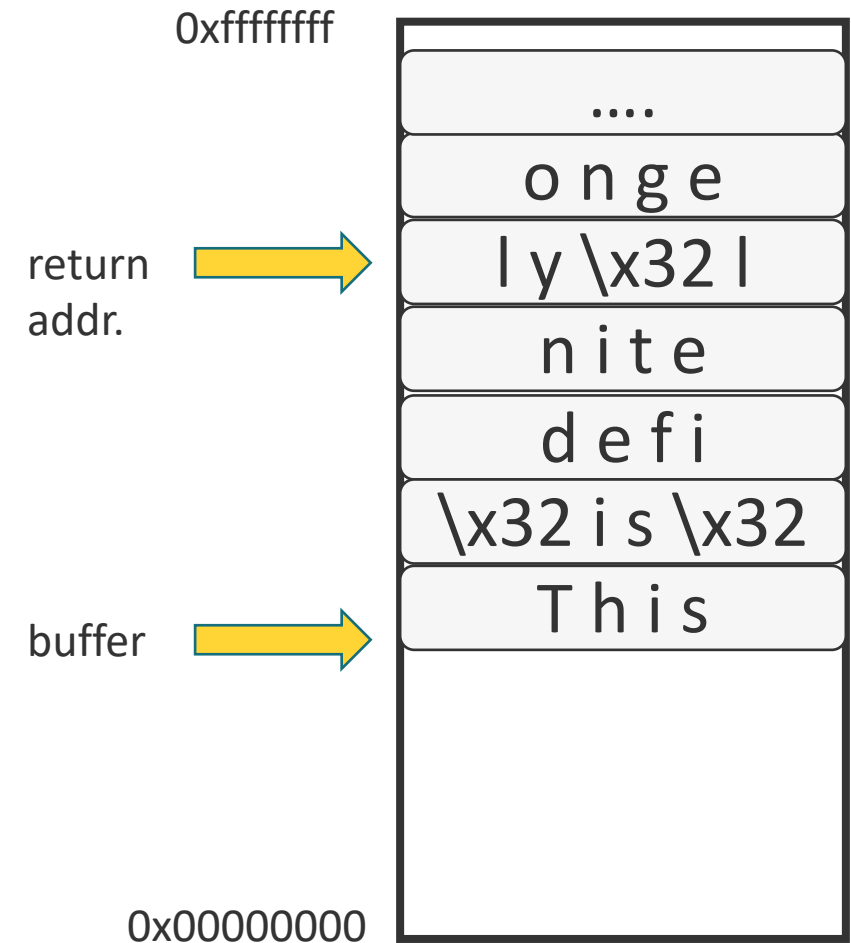 0xffffffff
....
o n g e
return
addr.
l y \x32 l
n i t e
d e f i
\x32 i s \x32
T h i s
buffer
0x00000000